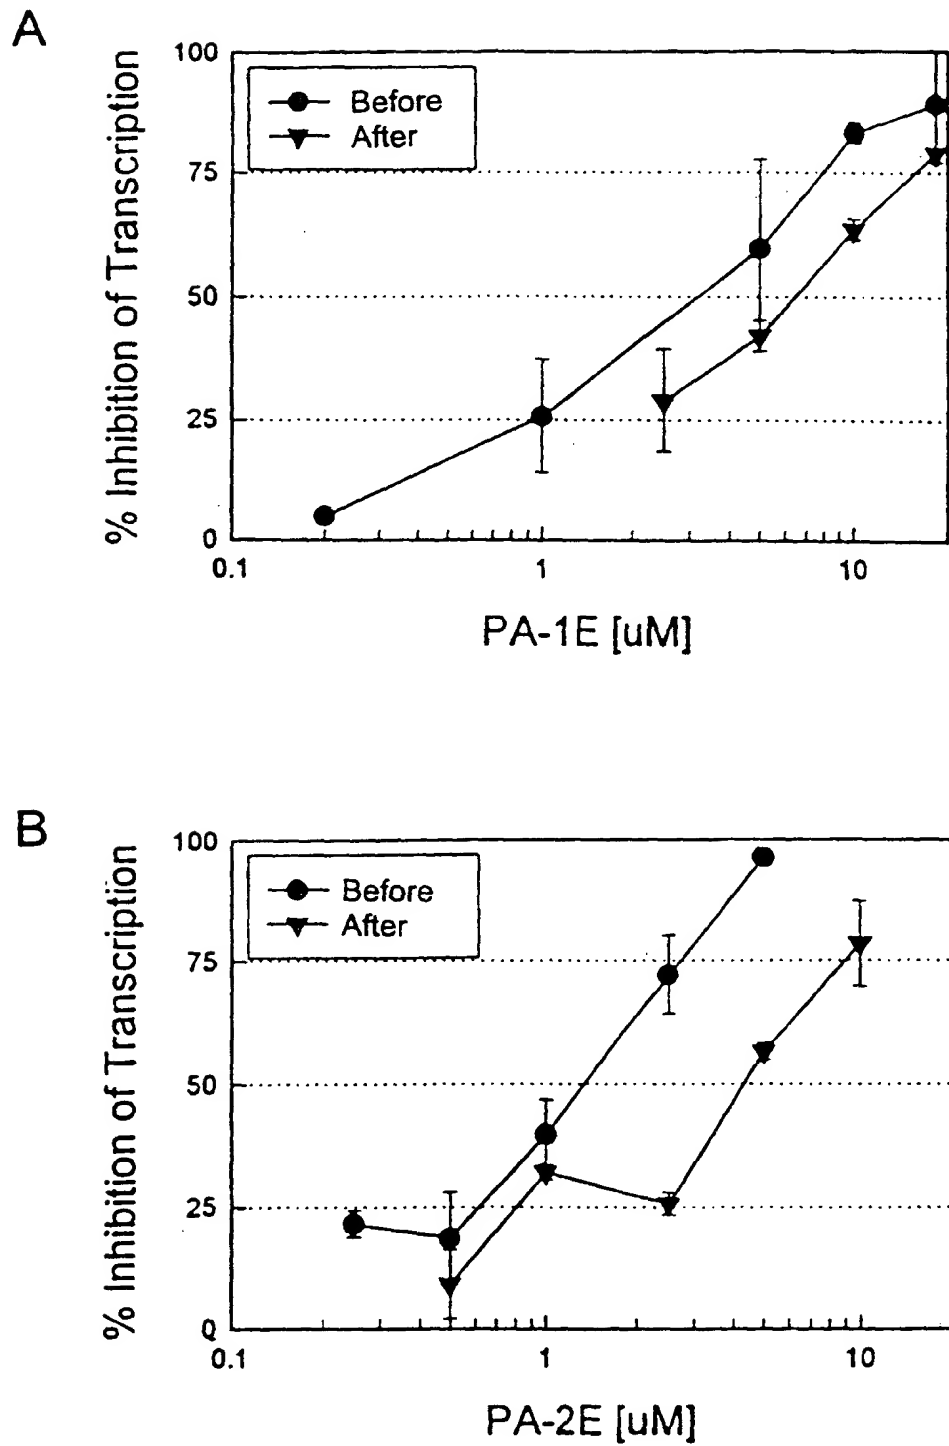 A
% Inhibition of Transcription
100
75
50
25
0
Before
After
0.1
1
10
PA-1E [uM]
B
% Inhibition of Transcription
100
75
50
25
0
Before
After
0.1
1
10
PA-2E [uM]